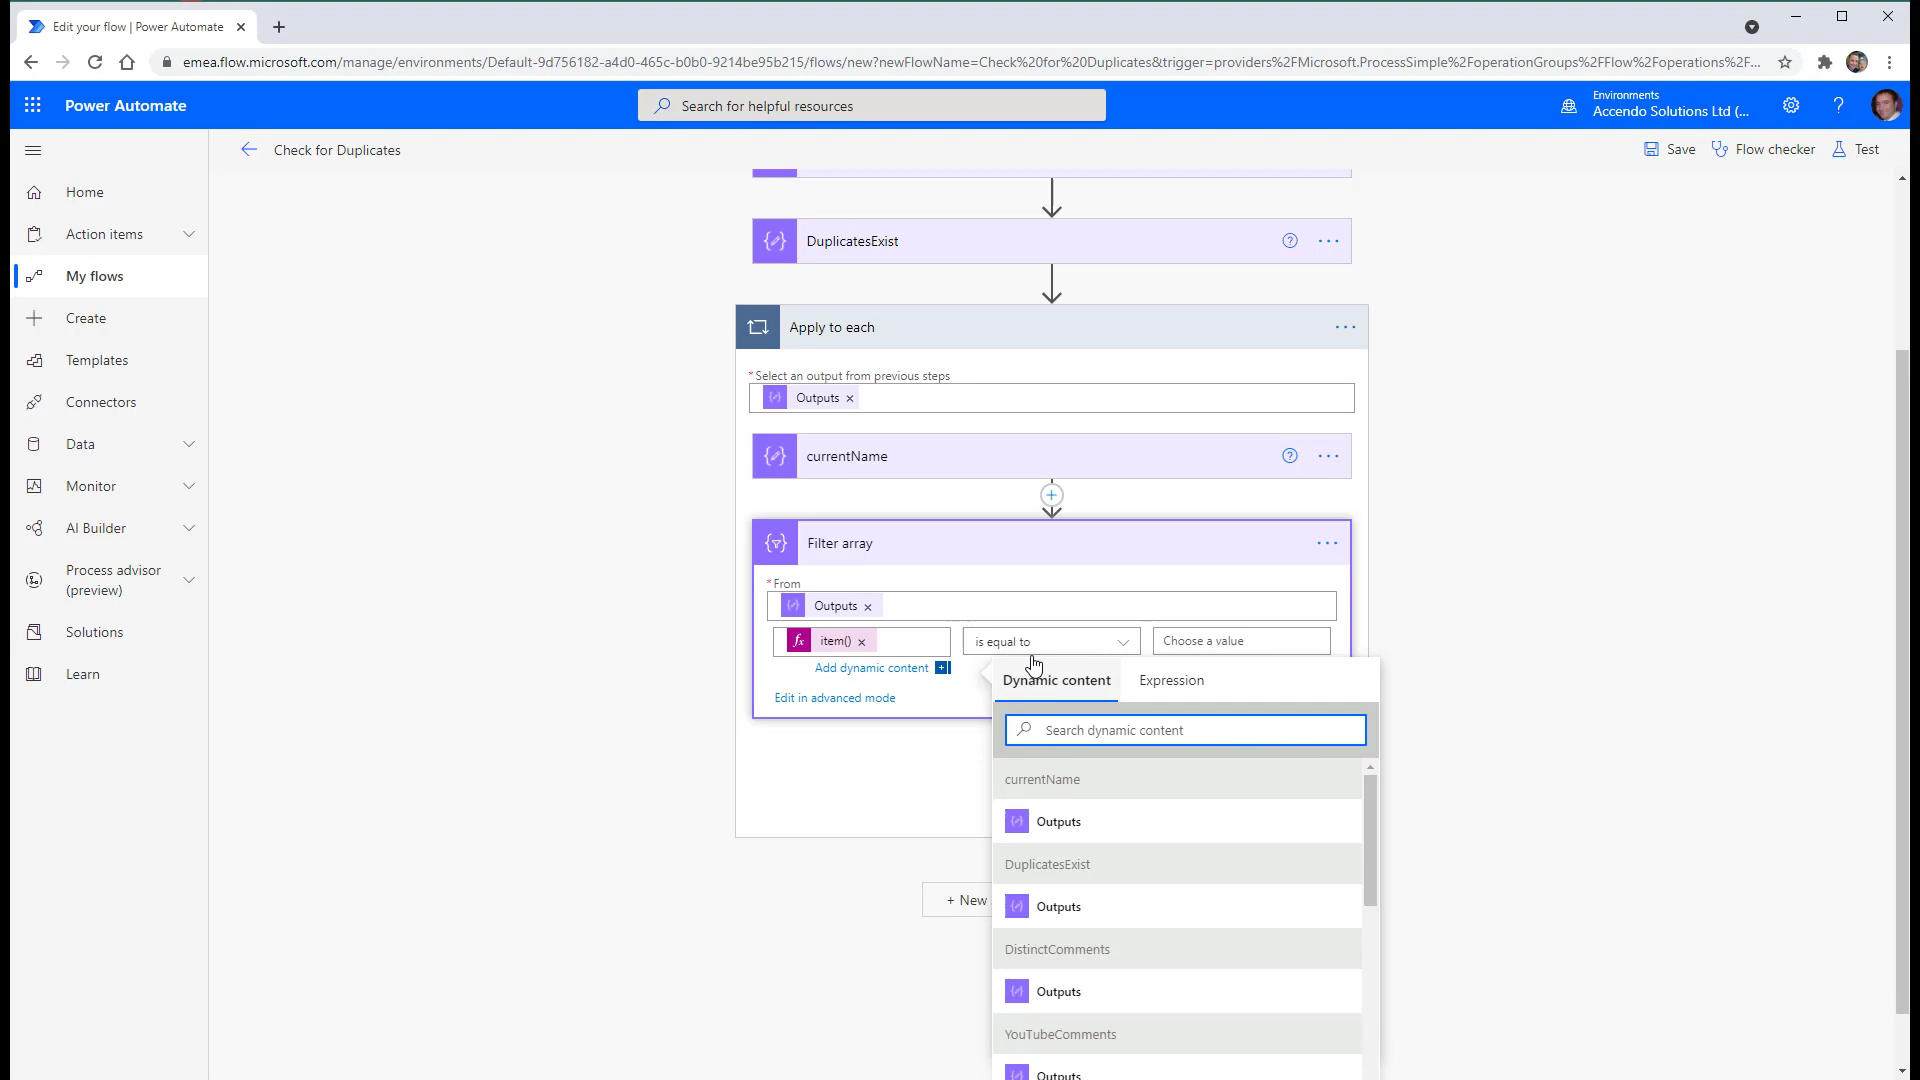 Edit your flow | Power Automate
emea.flow.microsoft.com/manage/environments/Default-9d756182-a4d0-465c-b0b0-9214be95b215/flows/new?newFlowName=Check%20for%20Duplicates&trigger=providers%2FMicrosoft.ProcessSimple%2FoperationGroups%2FFlow%2Foperations%2F...
Power Automate
Search for helpful resources
Environments
Accendo Solutions Ltd (...
Check for Duplicates
Save
Flow checker
Test
Home
Action items
My flows
Create
Templates
Connectors
Data
Monitor
AI Builder
Process advisor
(preview)
Solutions
Learn
DuplicatesExist
Apply to each
* Select an output from previous steps
Outputs
currentName
Filter array
* From
Outputs
fx item()
is equal to
Choose a value
Add dynamic content
Edit in advanced mode
+ New
Dynamic content
Expression
Search dynamic content
currentName
Outputs
DuplicatesExist
Outputs
DistinctComments
Outputs
YouTubeComments
Outputs